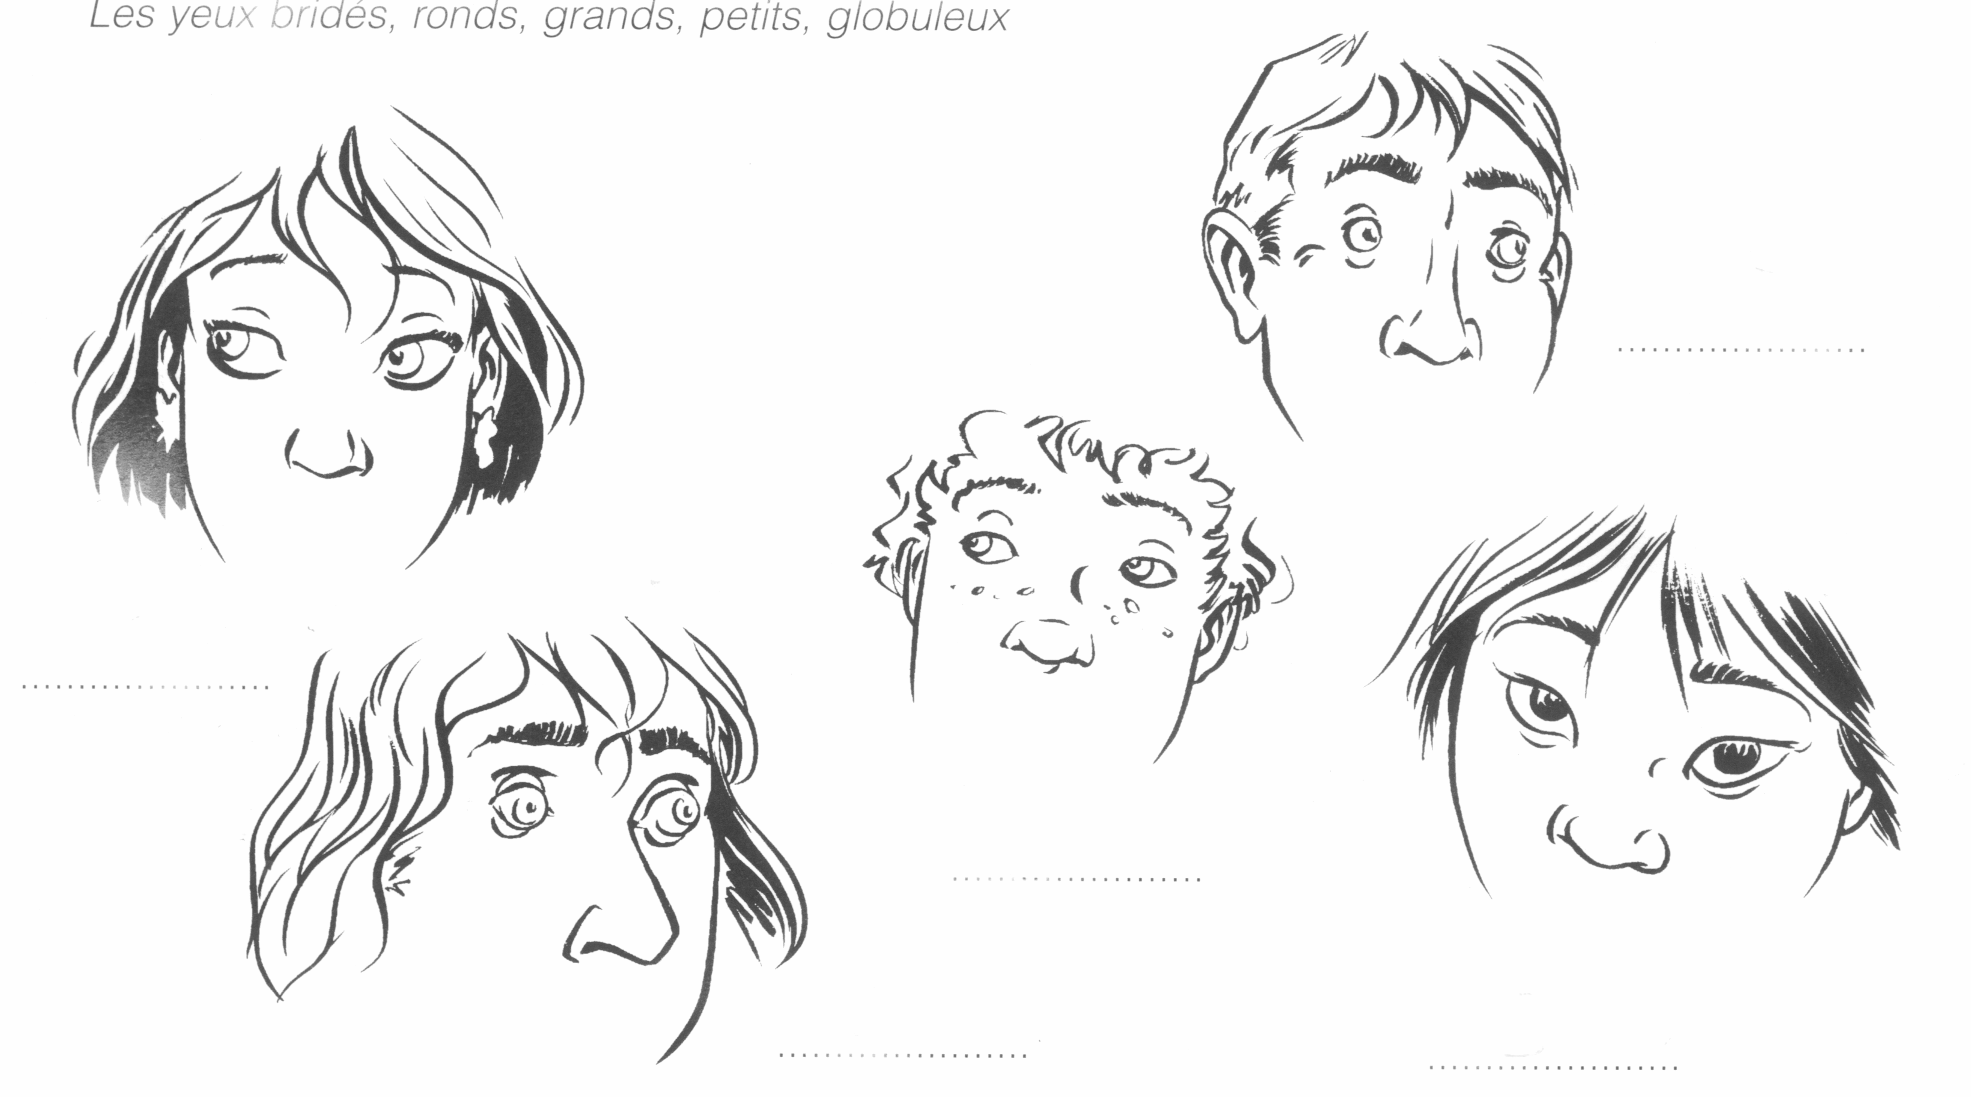 Les yeux bridés, ronds, grands, petits, globuleux